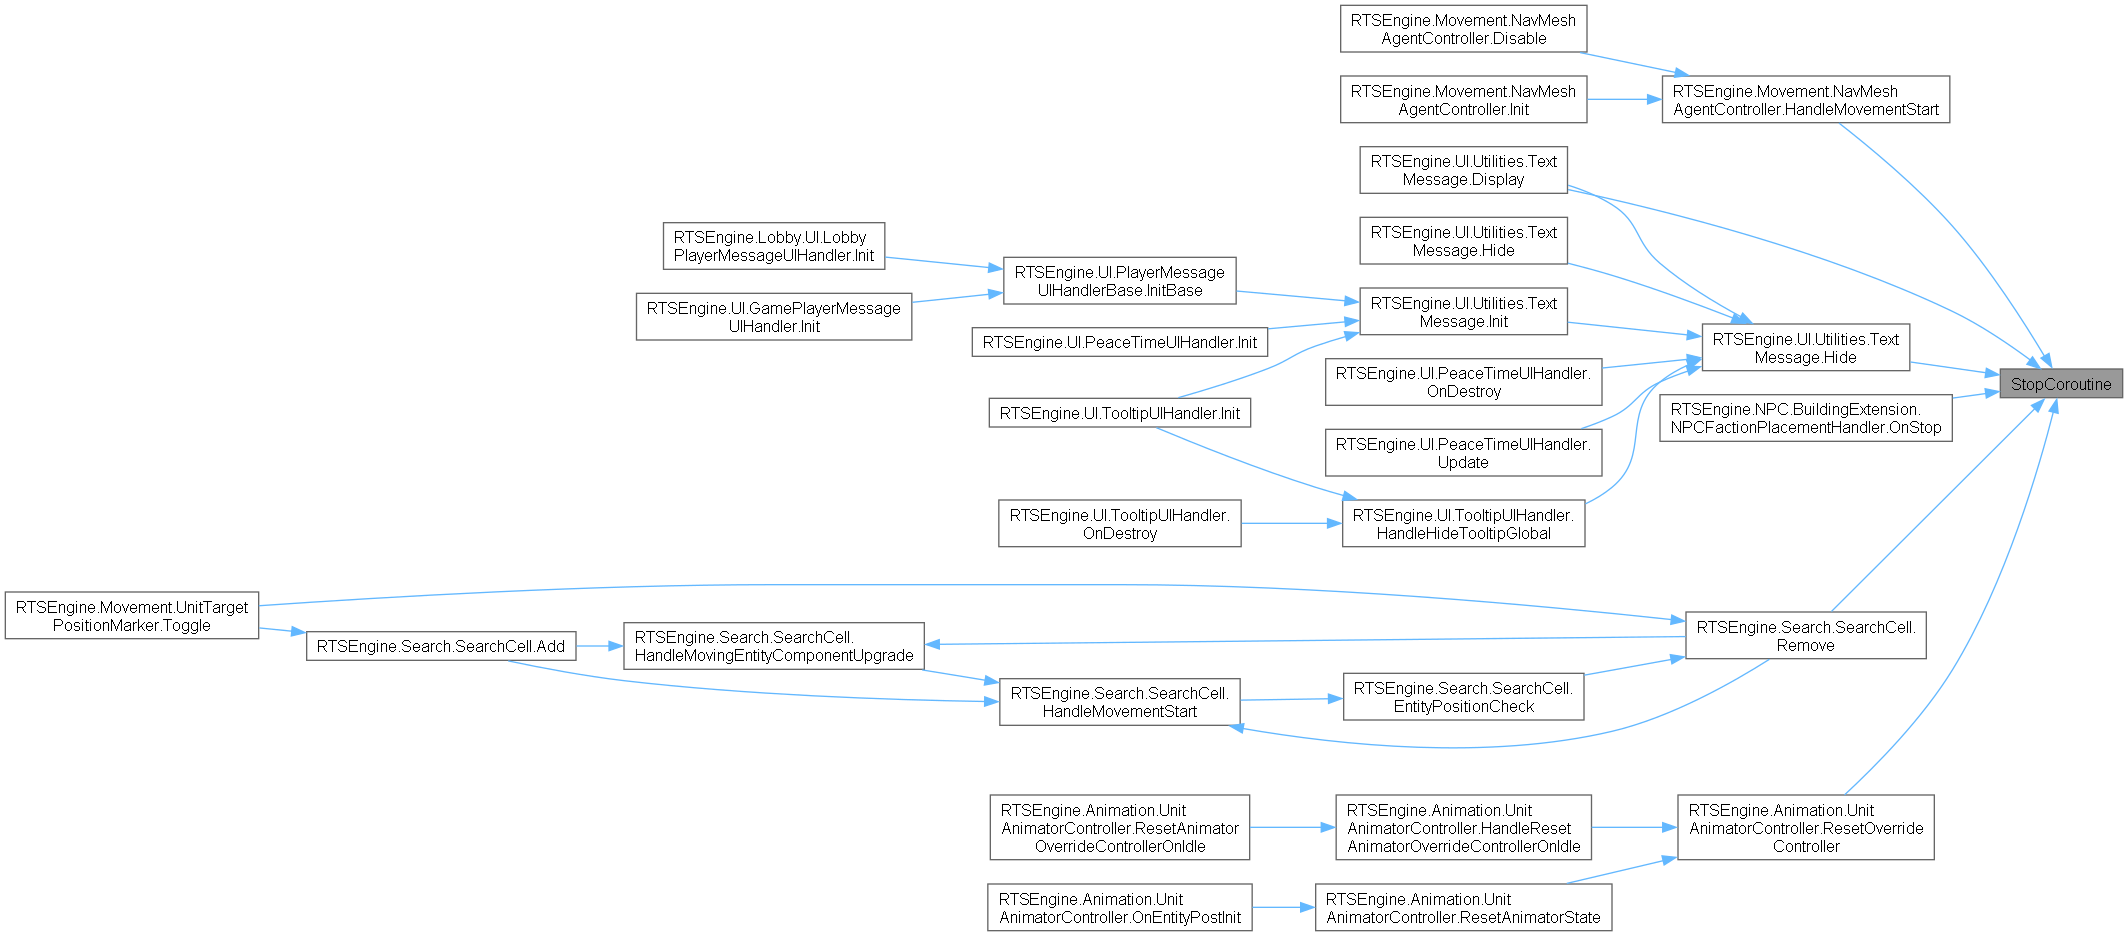 RTSEngine.Movement.NavMesh
AgentController.Disable
RTSEngine.Movement.NavMesh
AgentController.Init
RTSEngine.Movement.NavMesh
AgentController.HandleMovementStart
RTSEngine.UI.Utilities.Text
Message.Display
RTSEngine.UI.Utilities.Text
Message.Hide
RTSEngine.Lobby.UI.Lobby
PlayerMessageUIHandler.Init
RTSEngine.UI.PlayerMessage
UIHandlerBase.InitBase
RTSEngine.UI.GamePlayerMessage
UIHandler.Init
RTSEngine.UI.Utilities.Text
Message.Init
RTSEngine.UI.PeaceTimeUIHandler.Init
RTSEngine.UI.Utilities.Text
Message.Hide
RTSEngine.UI.PeaceTimeUIHandler.
OnDestroy
StopCoroutine
RTSEngine.UI.TooltipUIHandler.Init
RTSEngine.NPC.BuildingExtension.
NPCFactionPlacementHandler.OnStop
RTSEngine.UI.PeaceTimeUIHandler.
Update
RTSEngine.UI.TooltipUIHandler.
OnDestroy
RTSEngine.UI.TooltipUIHandler.
HandleHideTooltipGlobal
RTSEngine.Movement.UnitTarget
PositionMarker.Toggle
RTSEngine.Search.SearchCell.Add
RTSEngine.Search.SearchCell.
HandleMovingEntityComponentUpgrade
RTSEngine.Search.SearchCell.
Remove
RTSEngine.Search.SearchCell.
HandleMovementStart
RTSEngine.Search.SearchCell.
EntityPositionCheck
RTSEngine.Animation.Unit
AnimatorController.ResetAnimator
OverrideControllerOnIdle
RTSEngine.Animation.Unit
AnimatorController.HandleReset
AnimatorOverrideControllerOnIdle
RTSEngine.Animation.Unit
AnimatorController.ResetOverride
Controller
RTSEngine.Animation.Unit
AnimatorController.OnEntityPostInit
RTSEngine.Animation.Unit
AnimatorController.ResetAnimatorState